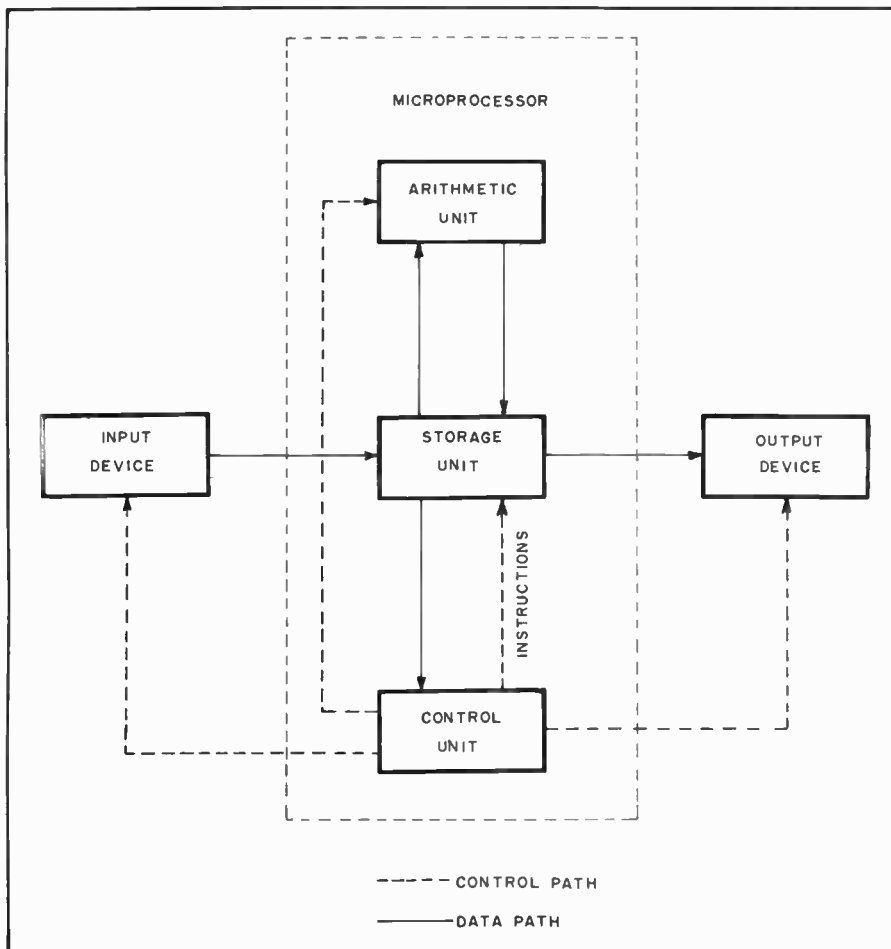 MICROPROCESSOR
ARITHMETIC
UNIT
INPUT
DEVICE
STORAGE
UNIT
OUTPUT
DEVICE
INSTRUCTIONS
CONTROL
UNIT
CONTROL PATH
DATA PATH